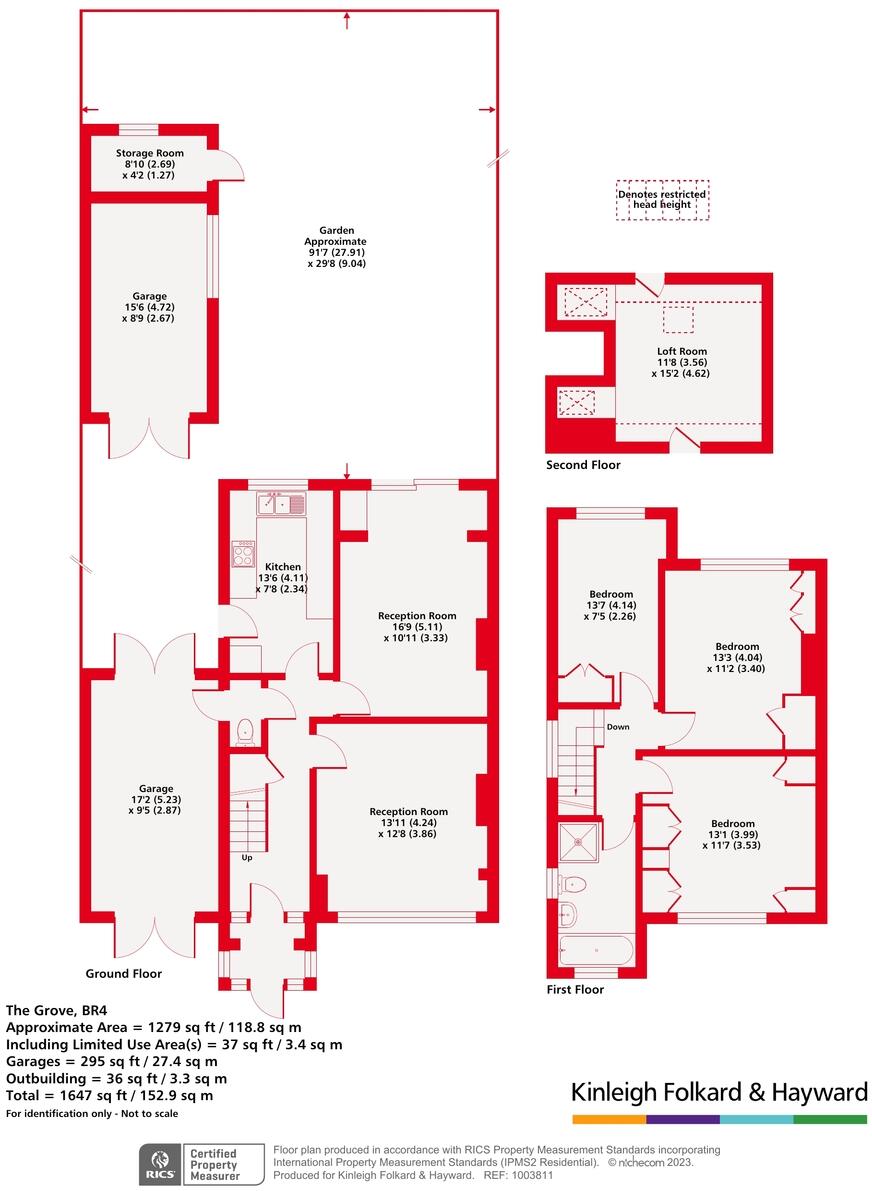 Storage Room
8'10 (2.69)
x 4'2 (1.27)
Garden
Approximate
91'7 (27.91)
x 29'8 (9.04)
Garage
15'6 (4.72)
x 8'9 (2.67)
Denotes restricted
head height
Loft Room
11'8 (3.56)
x 15'2 (4.62)
Second Floor
Kitchen
13'6 (4.11)
x 7'8 (2.34)
Reception Room
16'9 (5.11)
x 10'11 (3.33)
Bedroom
13'7 (4.14)
x 7'5 (2.26)
Bedroom
13'3 (4.04)
x 11'2 (3.40)
Down
Garage
17'2 (5.23)
x 9'5 (2.87)
Reception Room
13'11 (4.24)
x 12'8 (3.86)
Up
Bedroom
13'1 (3.99)
x 11'7 (3.53)
Ground Floor
First Floor
The Grove, BR4
Approximate Area = 1279 sq ft / 118.8 sq m
Including Limited Use Area(s) = 37 sq ft / 3.4 sq m
Garages = 295 sq ft / 27.4 sq m
Outbuilding = 36 sq ft / 3.3 sq m
Total = 1647 sq ft / 152.9 sq m
For identification only - Not to scale
Kinleigh Folkard & Hayward
RICS
Certified
Property
Measurer
Floor plan produced in accordance with RICS Property Measurement Standards incorporating
International Property Measurement Standards (IPMS2 Residential). © nichecom 2023.
Produced for Kinleigh Folkard & Hayward. REF: 1003811